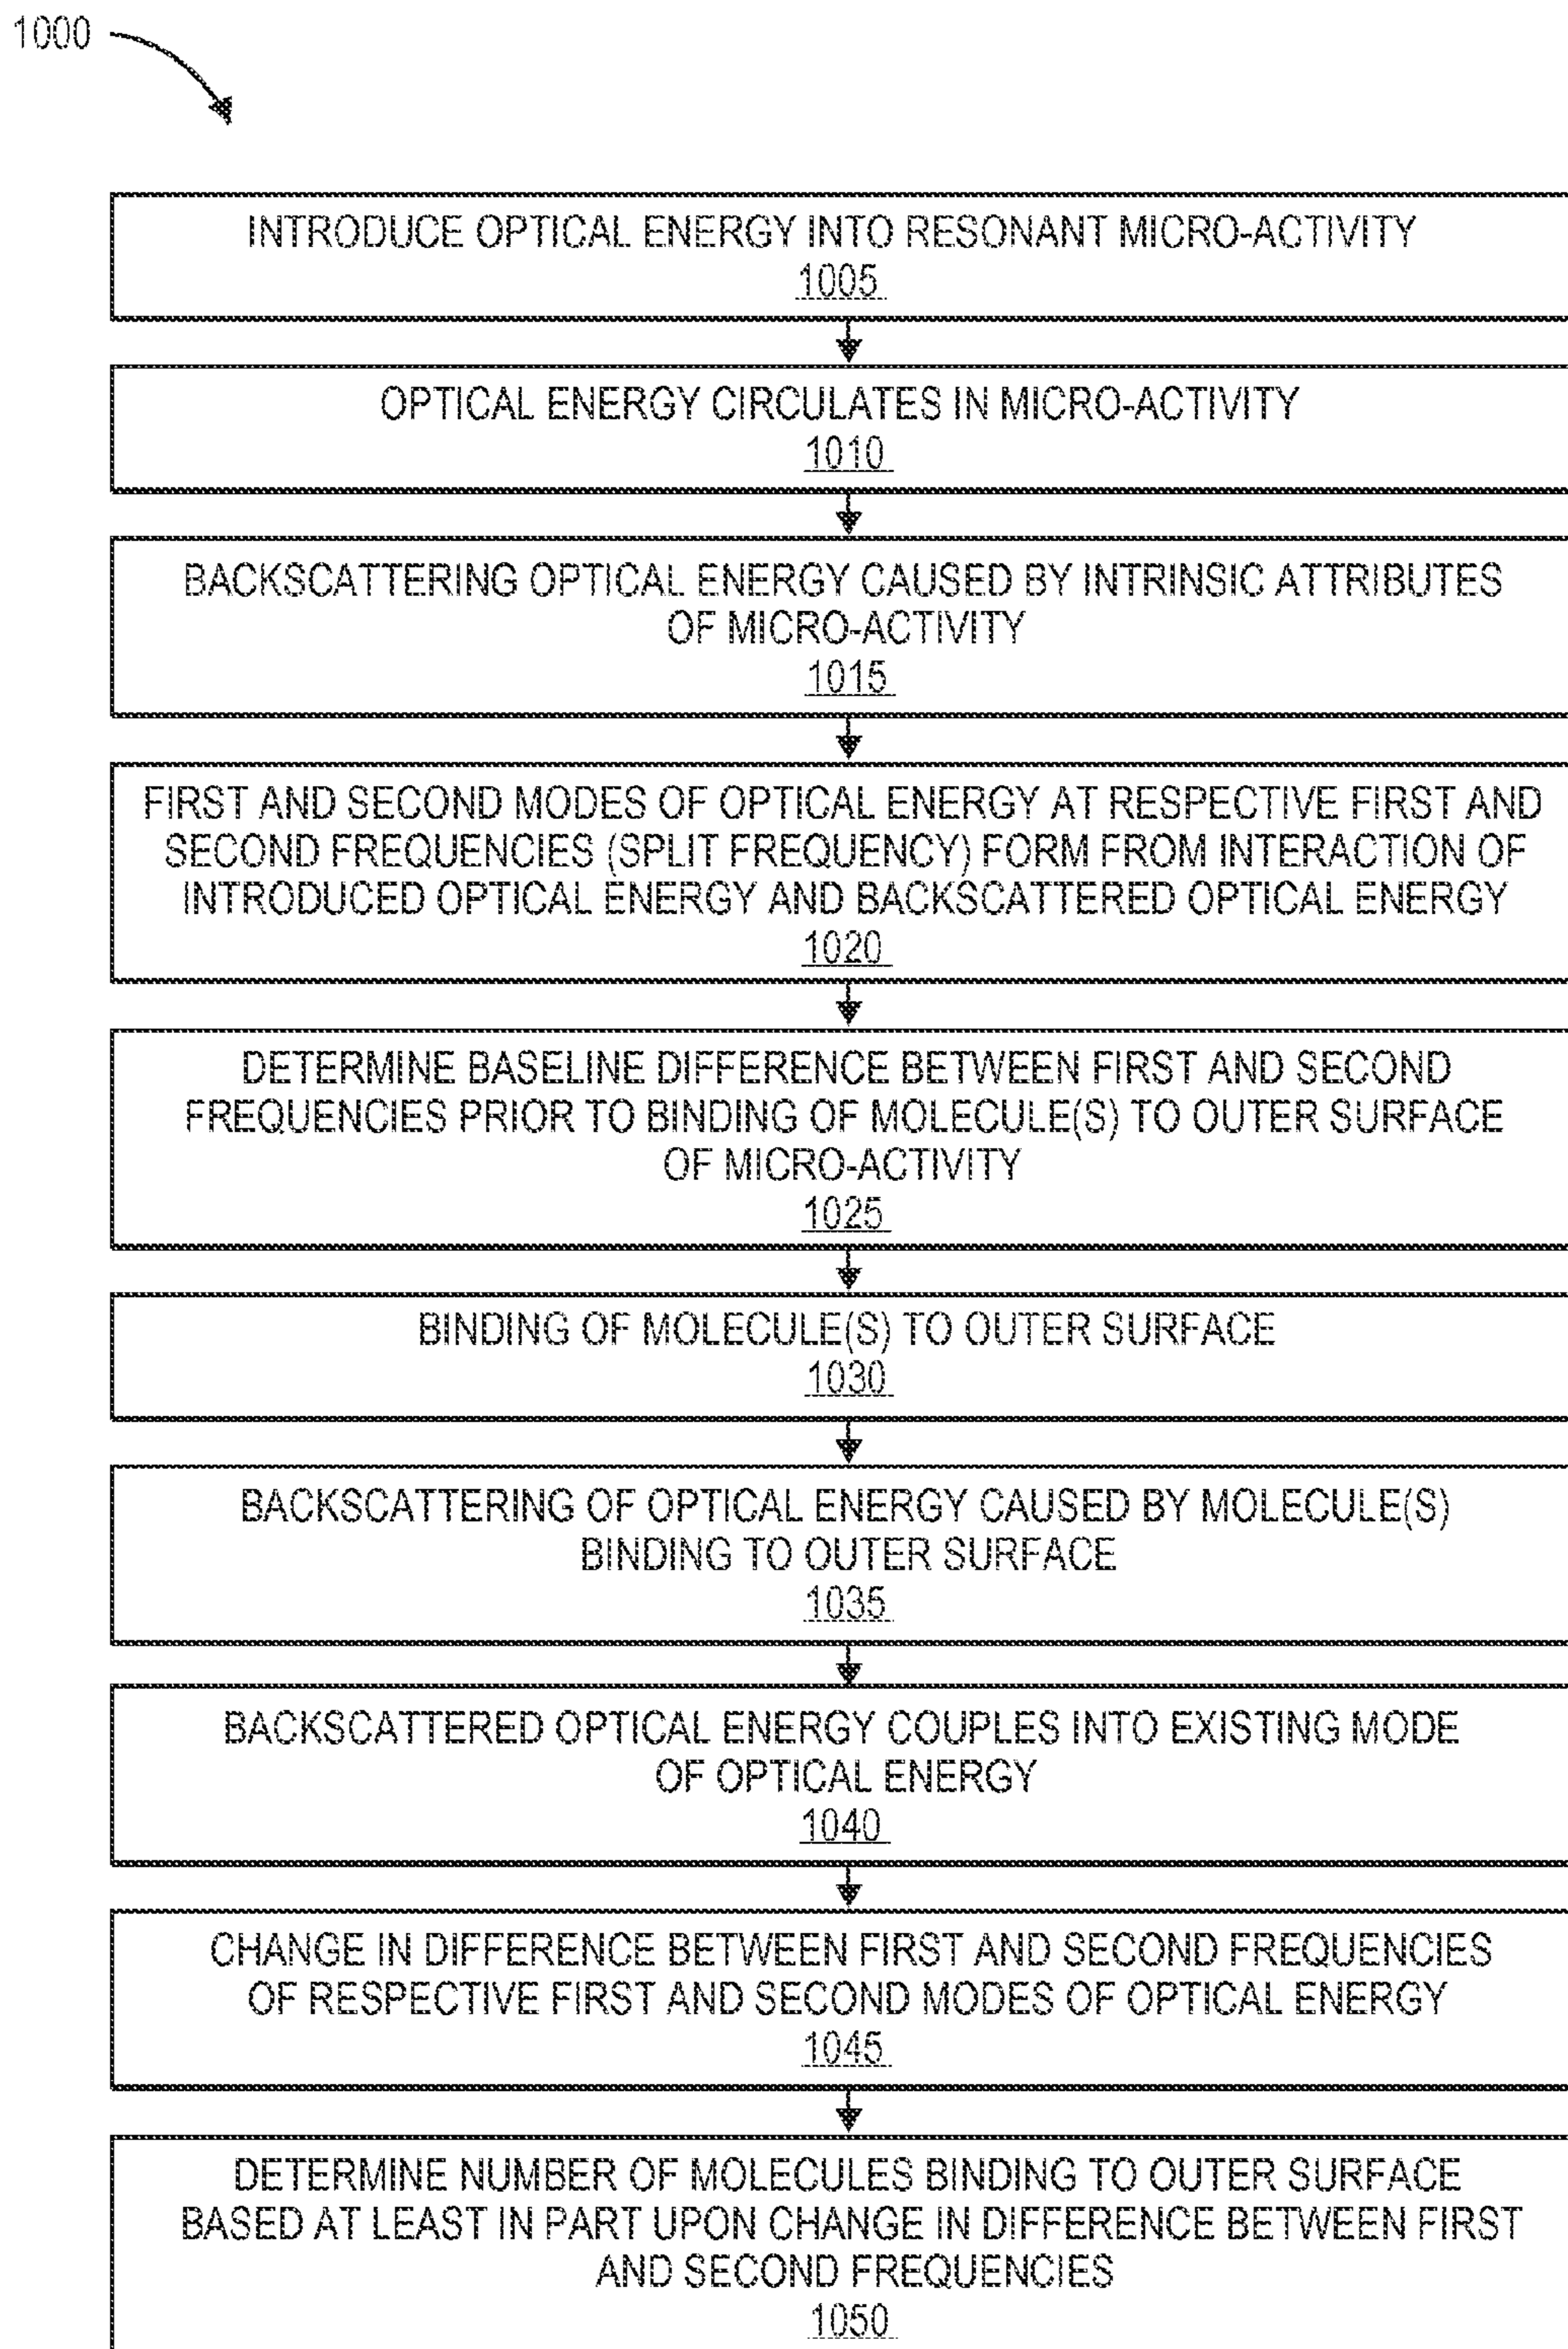 1000
INTRODUCE OPTICAL ENERGY INTO RESONANT MICRO-ACTIVITY
1005
OPTICAL ENERGY CIRCULATES IN MICRO-ACTIVITY
1010
BACKSCATTERING OPTICAL ENERGY CAUSED BY INTRINSIC ATTRIBUTES
OF MICRO-ACTIVITY
1015
FIRST AND SECOND MODES OF OPTICAL ENERGY AT RESPECTIVE FIRST AND
SECOND FREQUENCIES (SPLIT FREQUENCY) FORM FROM INTERACTION OF
INTRODUCED OPTICAL ENERGY AND BACKSCATTERED OPTICAL ENERGY
1020
DETERMINE BASELINE DIFFERENCE BETWEEN FIRST AND SECOND
FREQUENCIES PRIOR TO BINDING OF MOLECULE(S) TO OUTER SURFACE
OF MICRO-ACTIVITY
1025
BINDING OF MOLECULE(S) TO OUTER SURFACE
1030
BACKSCATTERING OF OPTICAL ENERGY CAUSED BY MOLECULE(S)
BINDING TO OUTER SURFACE
1035
BACKSCATTERED OPTICAL ENERGY COUPLES INTO EXISTING MODE
OF OPTICAL ENERGY
1040
CHANGE IN DIFFERENCE BETWEEN FIRST AND SECOND FREQUENCIES
OF RESPECTIVE FIRST AND SECOND MODES OF OPTICAL ENERGY
1045
DETERMINE NUMBER OF MOLECULES BINDING TO OUTER SURFACE
BASED AT LEAST IN PART UPON CHANGE IN DIFFERENCE BETWEEN FIRST
AND SECOND FREQUENCIES
1050